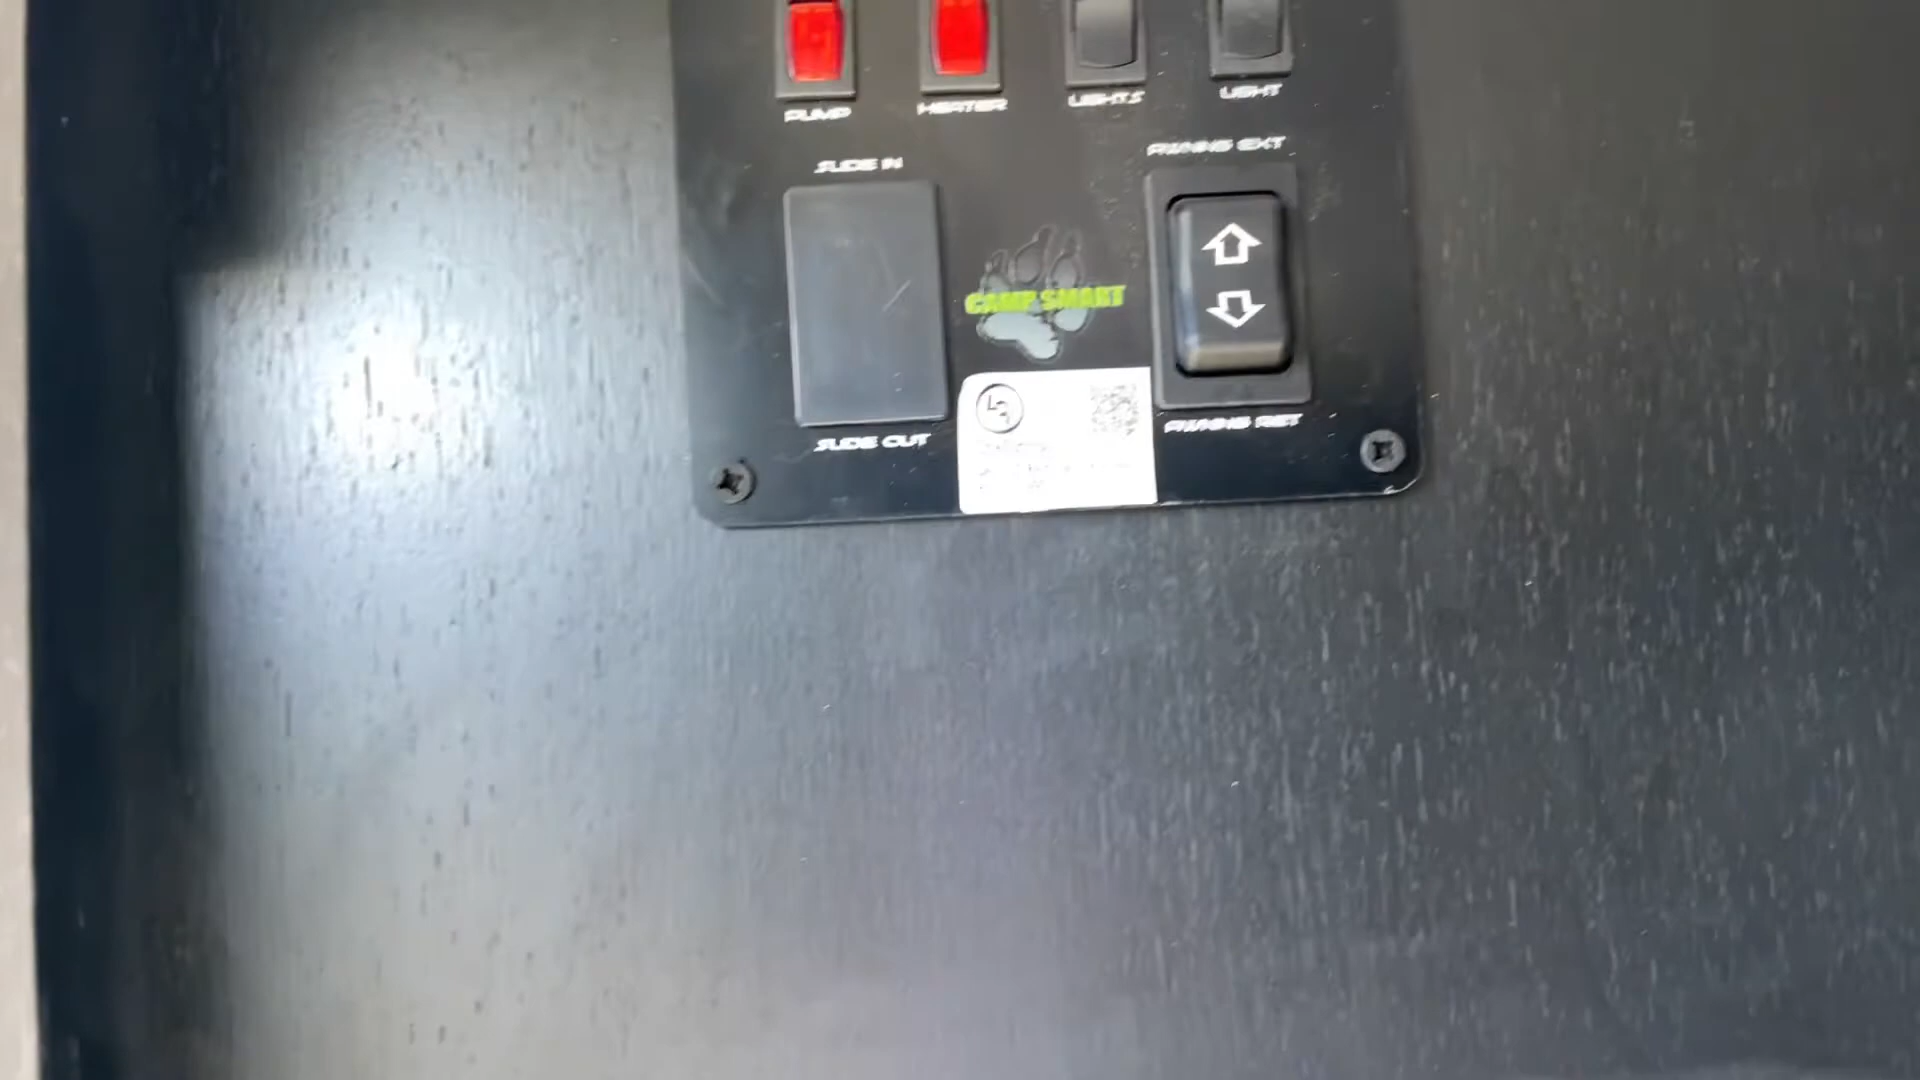 PUMP
HEATER
LIGHTS
LIGHT
SLIDE IN
AWNING EXT
CAMP SMART
SLIDE OUT
AWNING RET